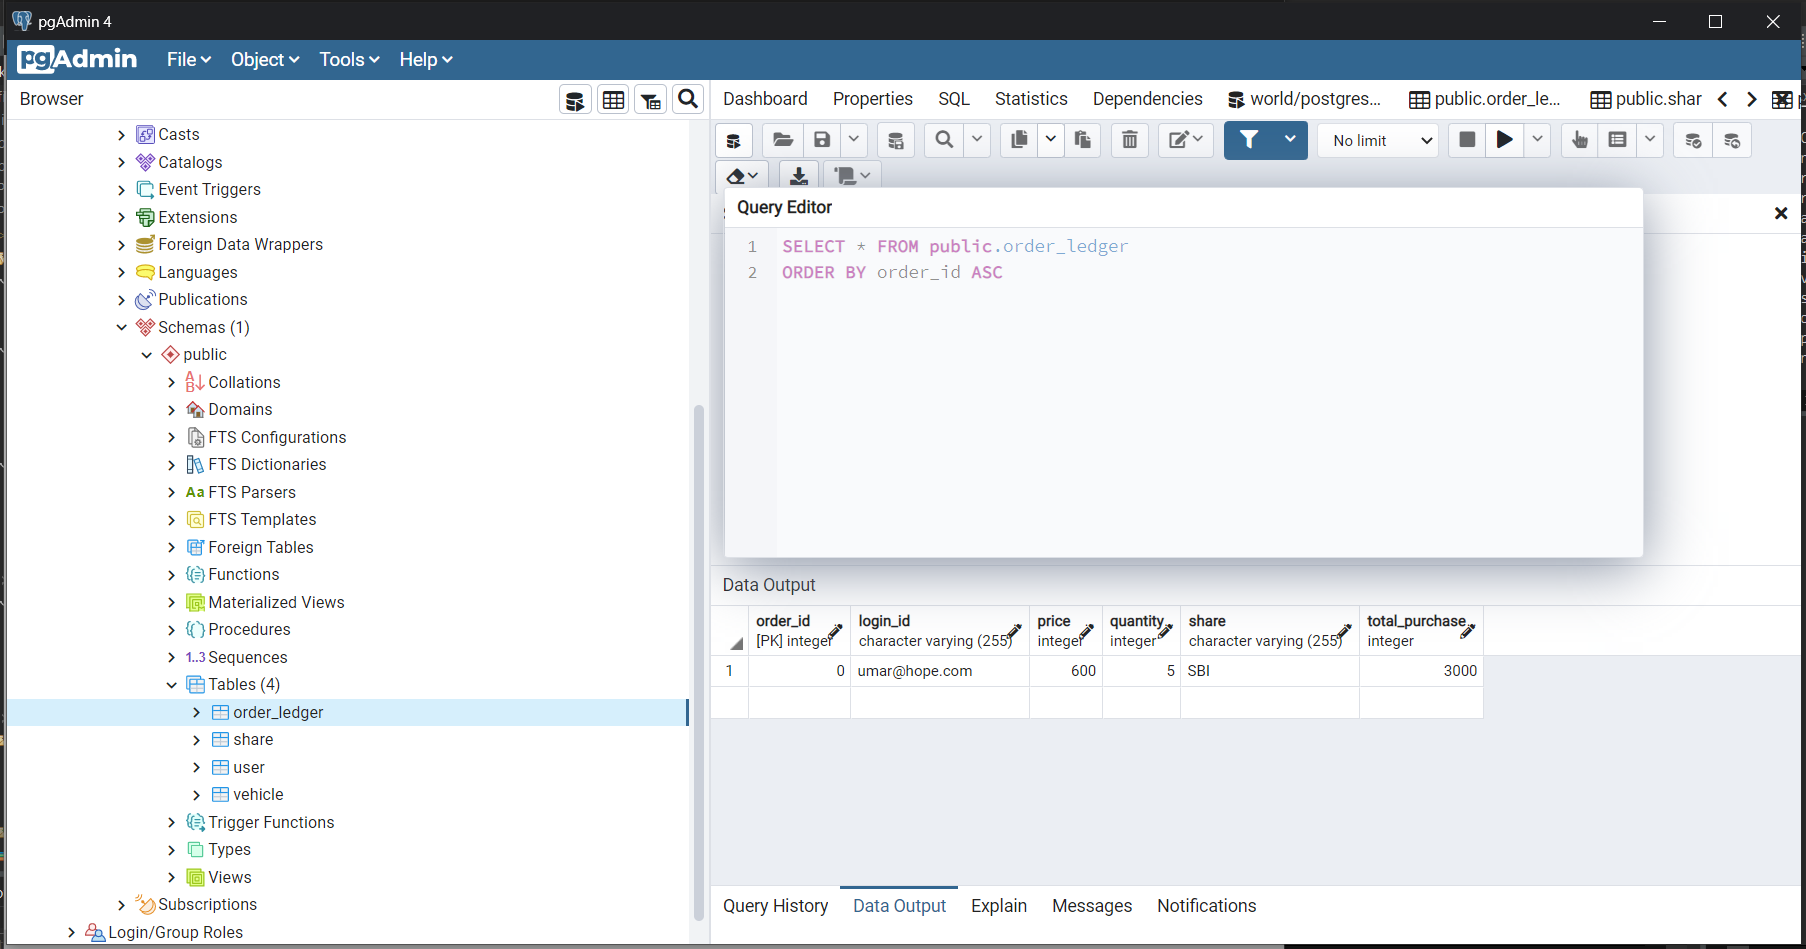 pgAdmin 4
pgAdmin File Object Tools Help
Browser
Dashboard Properties SQL Statistics Dependencies world/postgres... public.order_le... public.shar
No limit
Casts
Catalogs
Event Triggers
Extensions
Foreign Data Wrappers
Languages
Publications
Schemas (1)
public
Collations
Domains
FTS Configurations
FTS Dictionaries
Aa FTS Parsers
FTS Templates
Foreign Tables
Functions
Materialized Views
Procedures
1..3 Sequences
Tables (4)
order_ledger
share
user
vehicle
Trigger Functions
Types
Views
Subscriptions
Login/Group Roles
Query Editor
1 SELECT * FROM public.order_ledger
2 ORDER BY order_id ASC
Data Output
order_id login_id price quantity share total_purchase
[PK] integer character varying (255) integer integer character varying (255) integer
1 0 umar@hope.com 600 5 SBI 3000
Query History Data Output Explain Messages Notifications